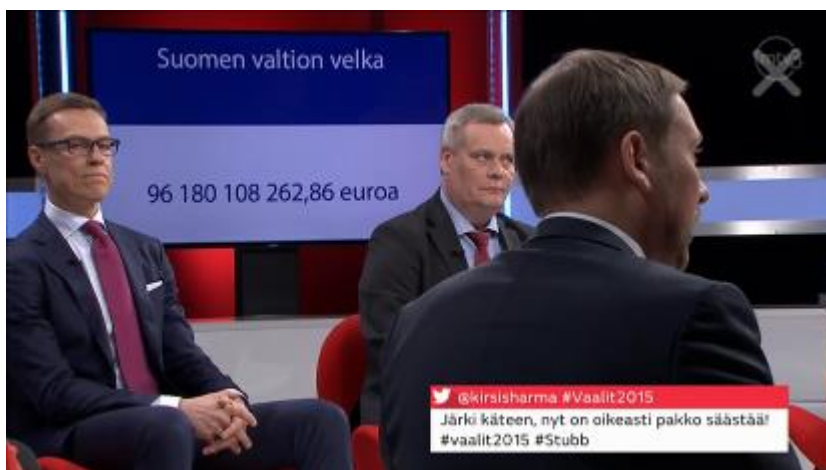 Suomen valtion velka
96 180 108 262,86 euroa
@kirsisharma #Vaalit2015
Järki käteen, nyt on oikeasti pakko säästää!
#vaalit2015 #Stubb